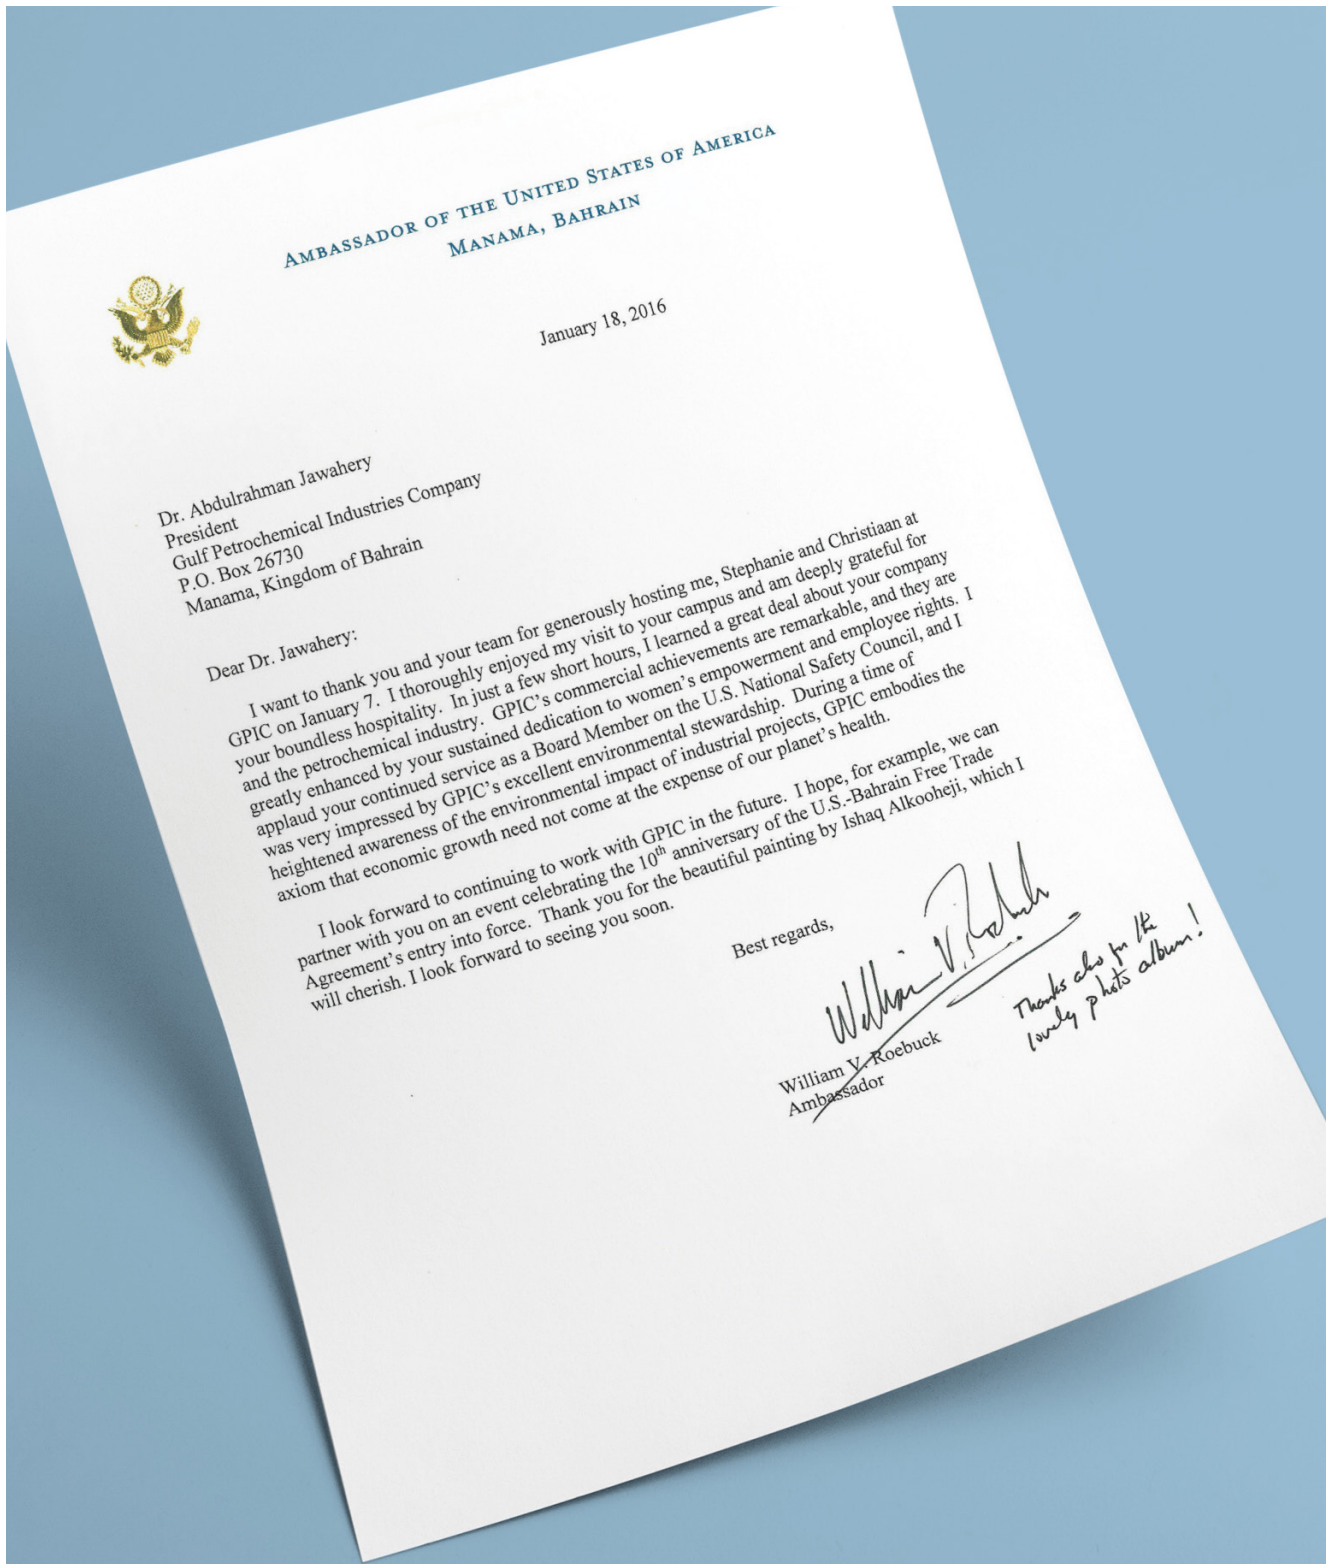 AMBASSADOR OF THE UNITED STATES OF AMERICA
MANAMA, BAHRAIN
January 18, 2016
Dr. Abdulrahman Jawahery
President
Gulf Petrochemical Industries Company
P.O. Box 26730
Manama, Kingdom of Bahrain
Dear Dr. Jawahery:
I want to thank you and your team for generously hosting me, Stephanie and Christiaan at
GPIC on January 7. I thoroughly enjoyed my visit to your campus and am deeply grateful for
your boundless hospitality. In just a few short hours, I learned a great deal about your company
and the petrochemical industry. GPIC's commercial achievements are remarkable, and they are
greatly enhanced by your sustained dedication to women's empowerment and employee rights. I
applaud your continued service as a Board Member on the U.S. National Safety Council, and I
was very impressed by GPIC's excellent environmental stewardship. During a time of
heightened awareness of the environmental impact of industrial projects, GPIC embodies the
axiom that economic growth need not come at the expense of our planet's health.
I look forward to continuing to work with GPIC in the future. I hope, for example, we can
partner with you on an event celebrating the 10th anniversary of the U.S.-Bahrain Free Trade
Agreement's entry into force. Thank you for the beautiful painting by Ishaq Alkooheji, which I
will cherish. I look forward to seeing you soon.
Best regards,
William V. Roebuck
William V. Roebuck
Ambassador
Thanks also for the
lovely photo album!